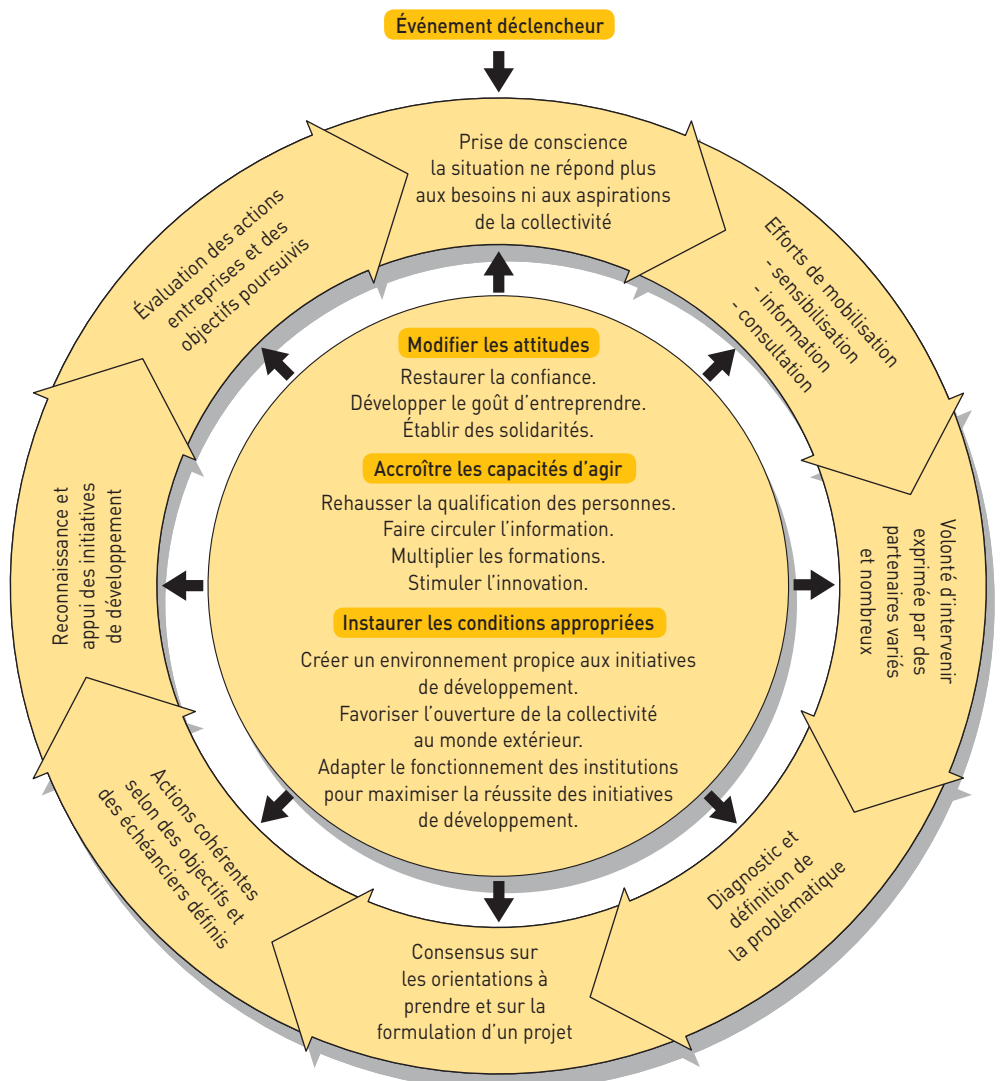 Événement déclencheur
Prise de conscience
la situation ne répond plus
aux besoins ni aux aspirations
de la collectivité
Efforts de mobilisation
- sensibilisation
- information
- consultation
Volonté d'intervenir
exprimée par des
partenaires variés
et nombreux
Diagnostic et
définition de
la problématique
Consensus sur
les orientations à
prendre et sur la
formulation d'un projet
Actions cohérentes
selon des objectifs et
des échéanciers définis
Reconnaissance et
appui des initiatives
de développement
Évaluation des actions
entreprises et des
objectifs poursuivis
Modifier les attitudes
Restaurer la confiance.
Développer le goût d'entreprendre.
Établir des solidarités.
Accroître les capacités d'agir
Rehausser la qualification des personnes.
Faire circuler l'information.
Multiplier les formations.
Stimuler l'innovation.
Instaurer les conditions appropriées
Créer un environnement propice aux initiatives
de développement.
Favoriser l'ouverture de la collectivité
au monde extérieur.
Adapter le fonctionnement des institutions
pour maximiser la réussite des initiatives
de développement.